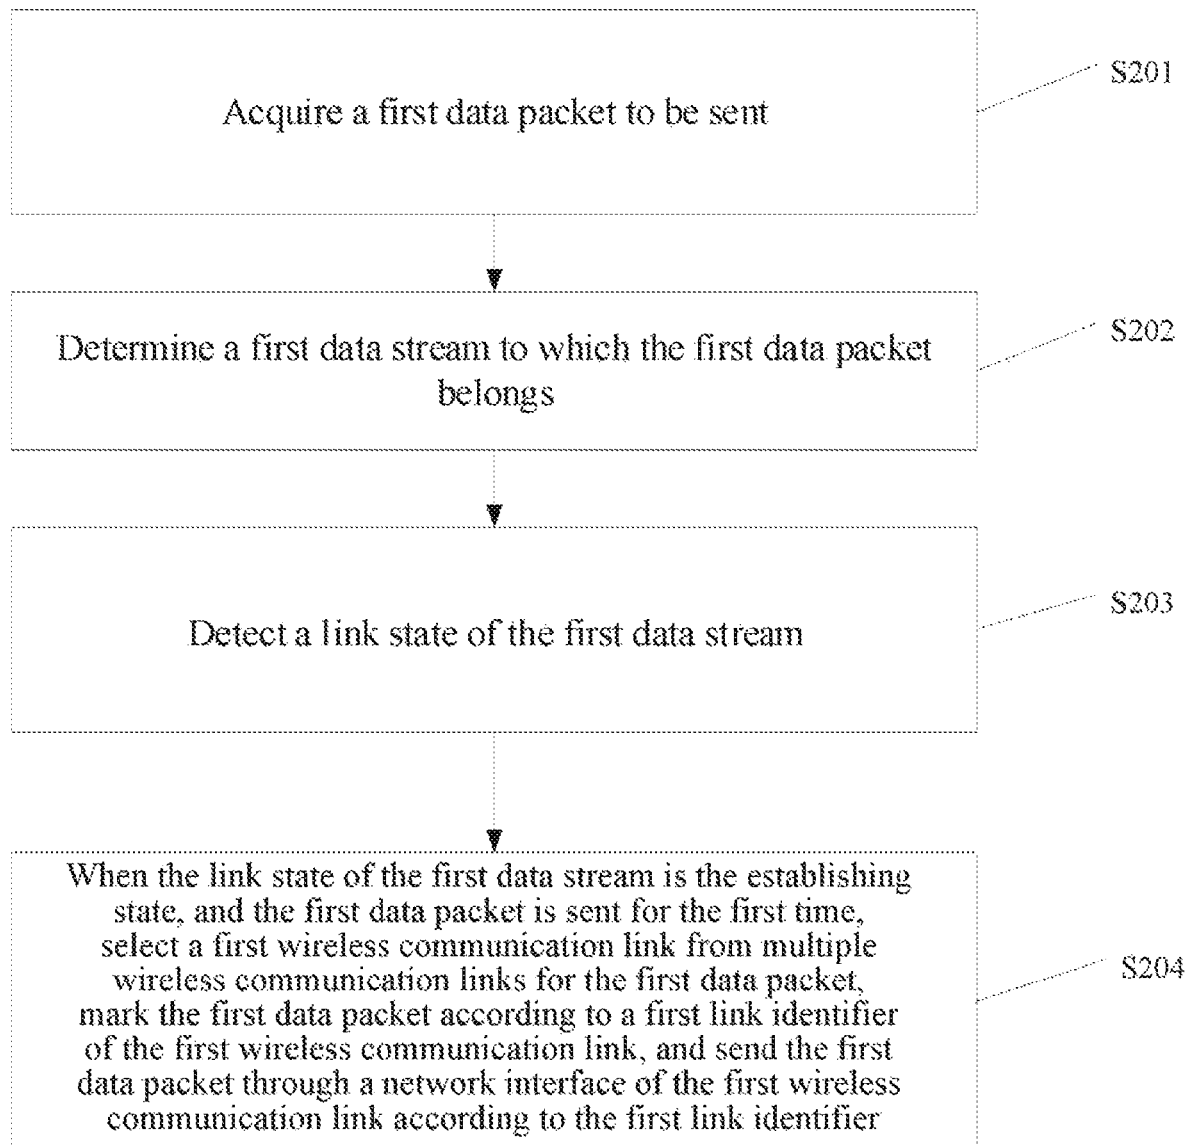 Acquire a first data packet to be sent
S201
Determine a first data stream to which the first data packet
belongs
S202
Detect a link state of the first data stream
S203
When the link state of the first data stream is the establishing
state, and the first data packet is sent for the first time,
select a first wireless communication link from multiple
wireless communication links for the first data packet,
mark the first data packet according to a first link identifier
of the first wireless communication link, and send the first
data packet through a network interface of the first wireless
communication link according to the first link identifier
S204